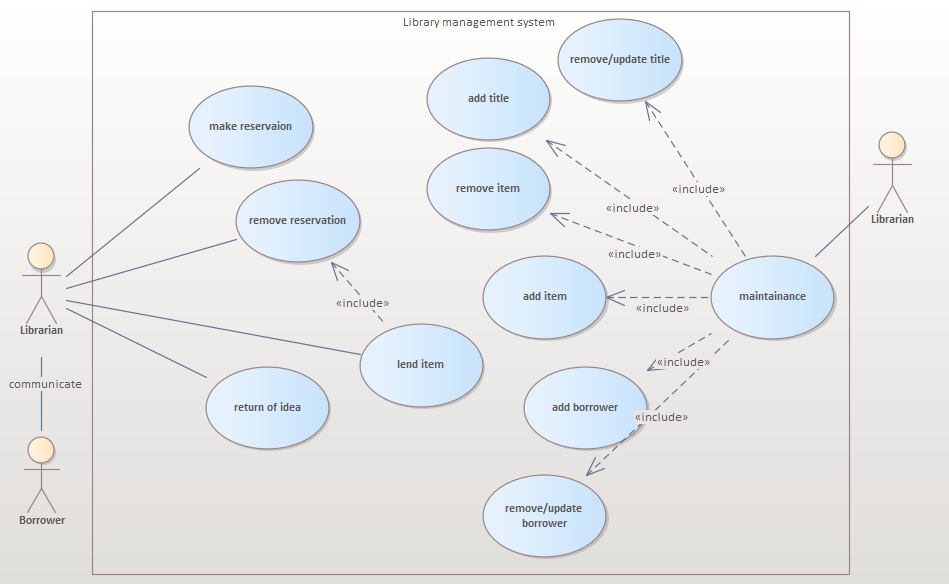 Library management system
remove/update title
add title
make reservaion
remove item
«include»
«include»
remove reservation
Librarian
«include»
add item
maintainance
«include»
«include»
Librarian
lend item
«include»
communicate
return of idea
add borrower
«include»
remove/update
borrower
Borrower